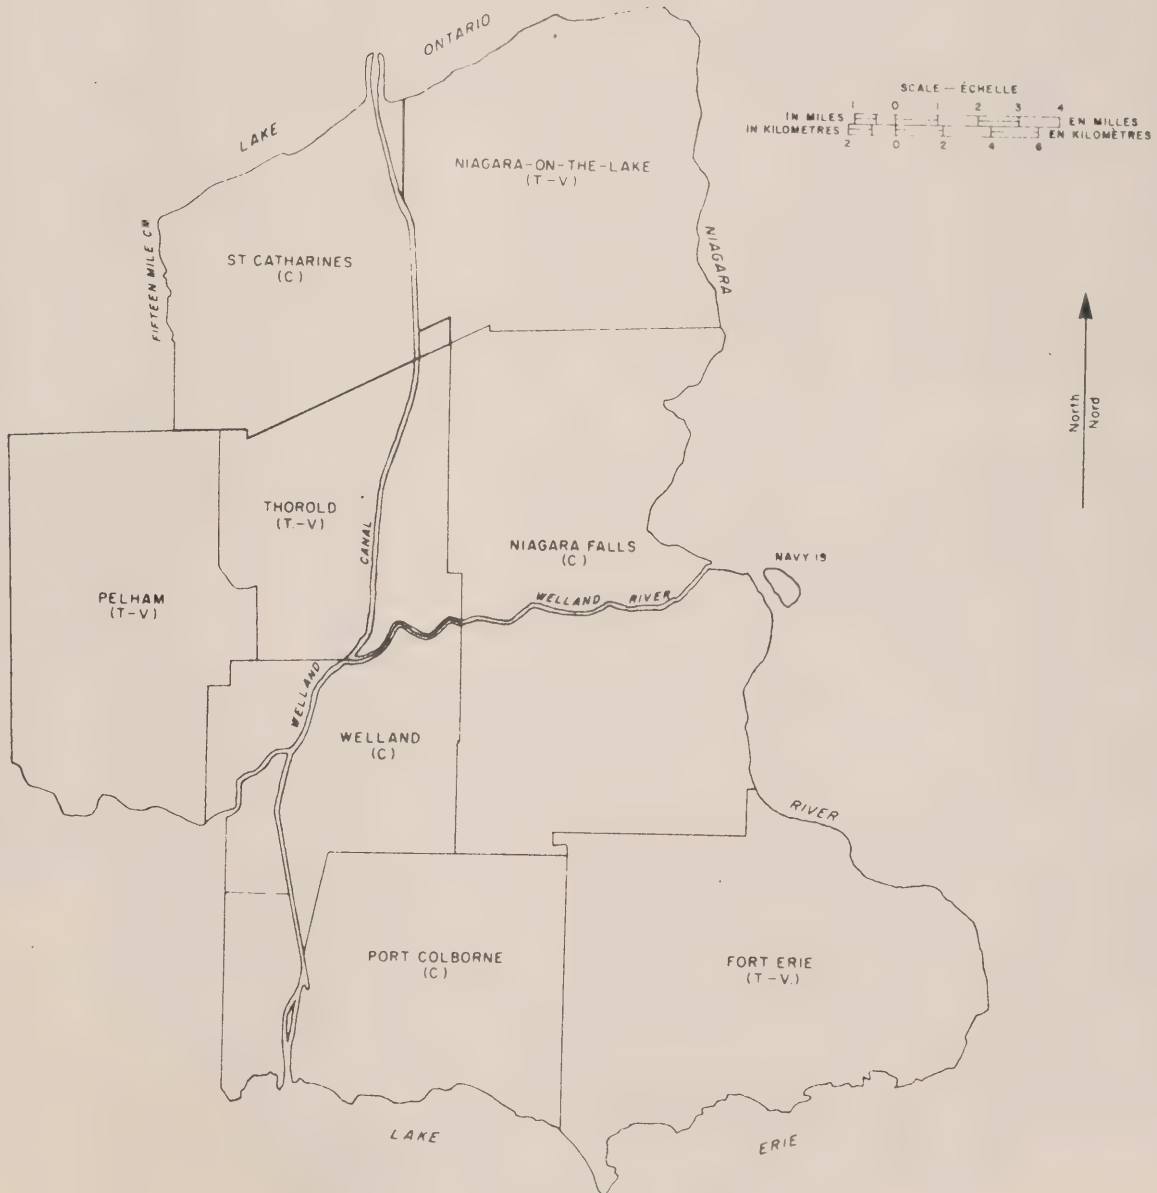 ONTARIO
LAKE
SCALE — ÉCHELLE
1 0 1 2 3 4
IN MILES EN MILLES
IN KILOMETRES EN KILOMÈTRES
2 0 2 4 6
NIAGARA-ON-THE-LAKE
(T-V)
FIFTEEN MILE
ST CATHARINES
(C)
NIAGARA
North
Nord
THOROLD
(T.-V)
CANAL
NIAGARA FALLS
(C)
NAVY IS
PELHAM
(T-V)
WELLAND RIVER
WELLAND
WELLAND
(C)
RIVER
PORT COLBORNE
(C)
FORT ERIE
(T-V.)
LAKE
ERIE